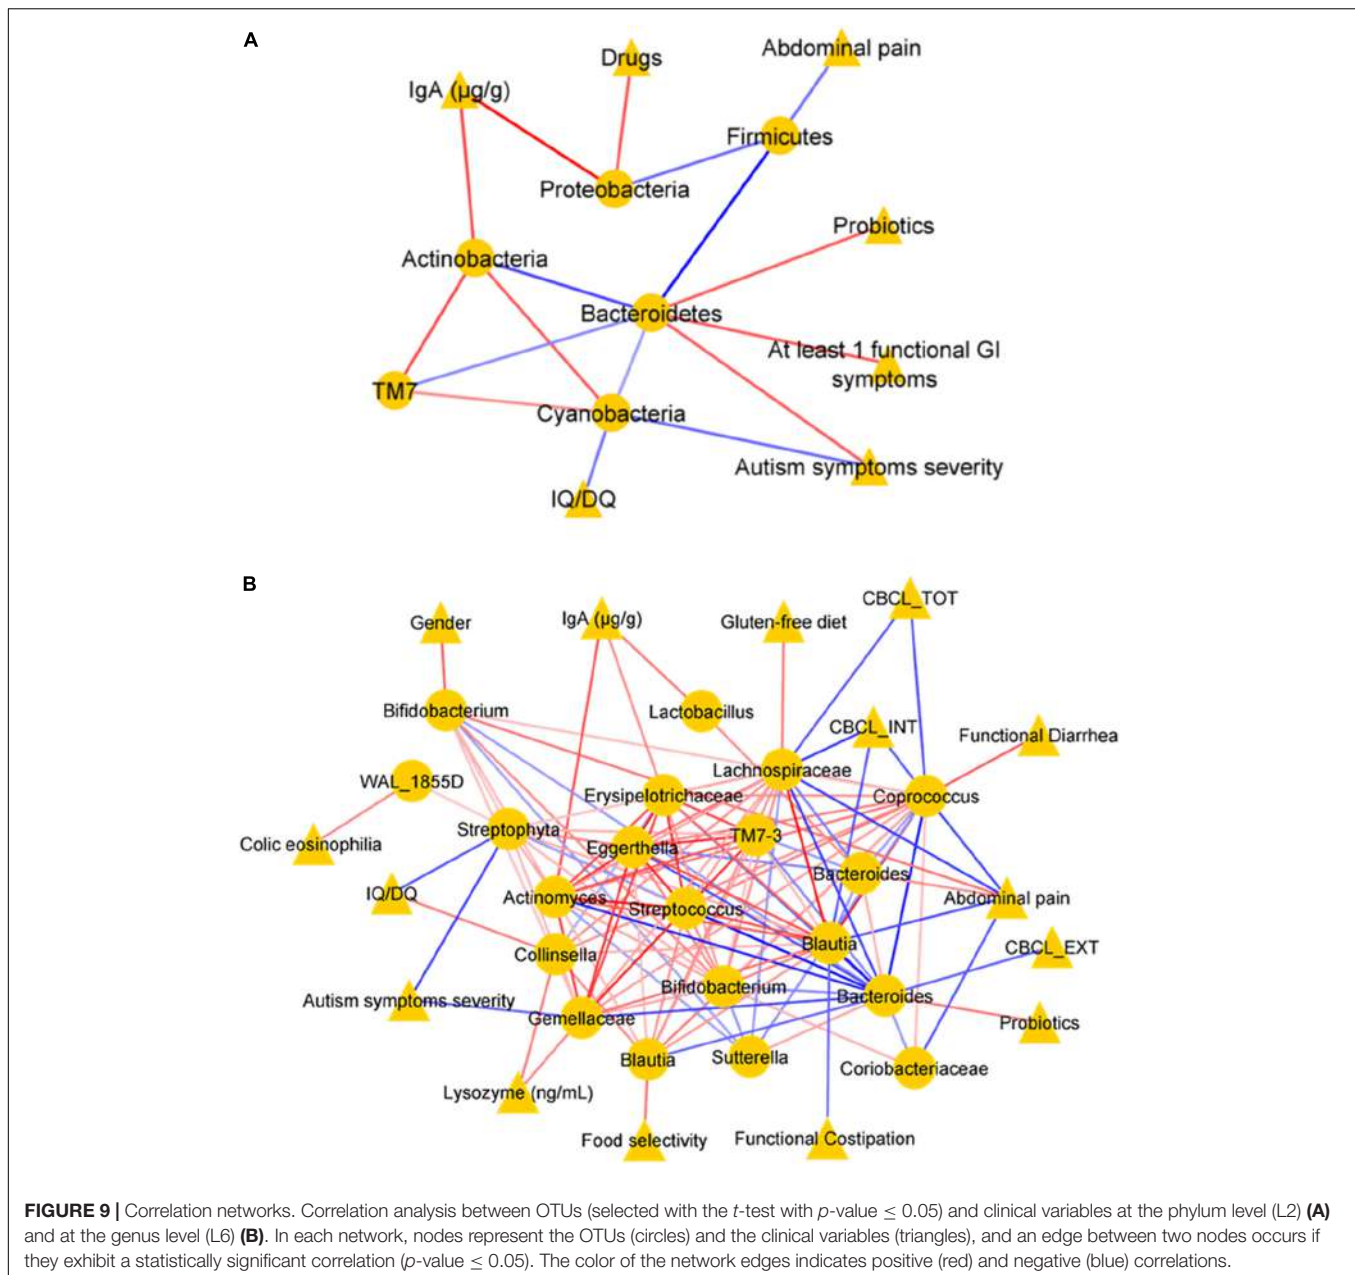 A
Abdominal pain
Drugs
IgA (µg/g)
Firmicutes
Proteobacteria
Probiotics
Actinobacteria
Bacteroidetes
At least 1 functional GI
symptoms
TM7
Cyanobacteria
Autism symptoms severity
IQ/DQ
B
CBCL_TOT
Gender
IgA (µg/g)
Gluten-free diet
Bifidobacterium
Lactobacillus
CBCL_INT
Functional Diarrhea
Lachnospiraceae
WAL_1855D
Erysipelotrichaceae
Coprococcus
Streptophyta
TM7-3
Colic eosinophilia
Eggerthella
Bacteroides
IQ/DQ
Actinomyces
Streptococcus
Abdominal pain
Blautia
CBCL_EXT
Collinsella
Bifidobacterium
Bacteroides
Autism symptoms severity
Gemellaceae
Probiotics
Blautia
Sutterella
Coriobacteriaceae
Lysozyme (ng/mL)
Food selectivity
Functional Costipation
FIGURE 9 | Correlation networks. Correlation analysis between OTUs (selected with the t-test with p-value ≤ 0.05) and clinical variables at the phylum level (L2) (A)
and at the genus level (L6) (B). In each network, nodes represent the OTUs (circles) and the clinical variables (triangles), and an edge between two nodes occurs if
they exhibit a statistically significant correlation (p-value ≤ 0.05). The color of the network edges indicates positive (red) and negative (blue) correlations.